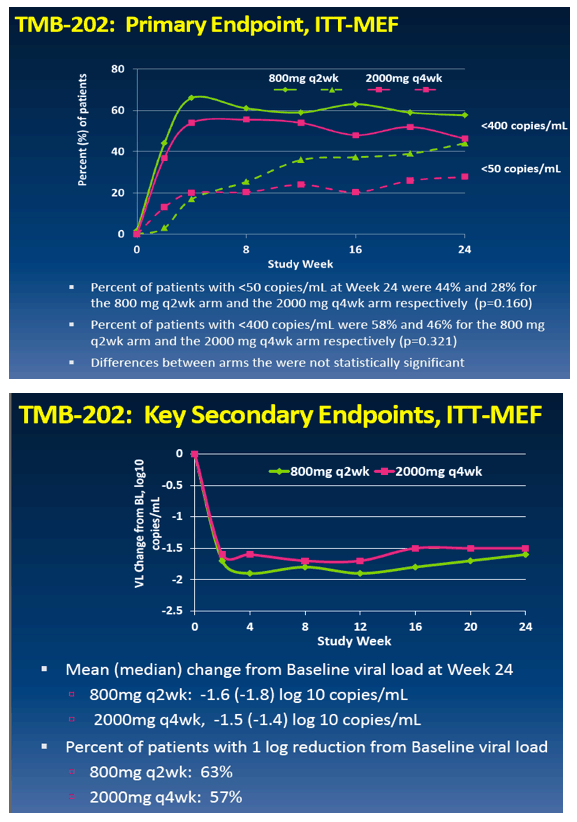 TMB-202: Primary Endpoint, ITT-MEF
Percent (%) of patients
80
60
40
20
0
800mg q2wk 2000mg q4wk
<400 copies/mL
<50 copies/mL
0 8 16 24
Study Week
▪ Percent of patients with <50 copies/mL at Week 24 were 44% and 28% for
the 800 mg q2wk arm and the 2000 mg q4wk arm respectively (p=0.160)
▪ Percent of patients with <400 copies/mL were 58% and 46% for the 800 mg
q2wk arm and the 2000 mg q4wk arm respectively (p=0.321)
▪ Differences between arms the were not statistically significant
TMB-202: Key Secondary Endpoints, ITT-MEF
VL Change from BL, log10
copies/mL
0
-0.5
-1
-1.5
-2
-2.5
800mg q2wk 2000mg q4wk
0 4 8 12 16 20 24
Study Week
▪ Mean (median) change from Baseline viral load at Week 24
▫ 800mg q2wk: -1.6 (-1.8) log 10 copies/mL
▫ 2000mg q4wk, -1.5 (-1.4) log 10 copies/mL
▪ Percent of patients with 1 log reduction from Baseline viral load
▫ 800mg q2wk: 63%
▫ 2000mg q4wk: 57%